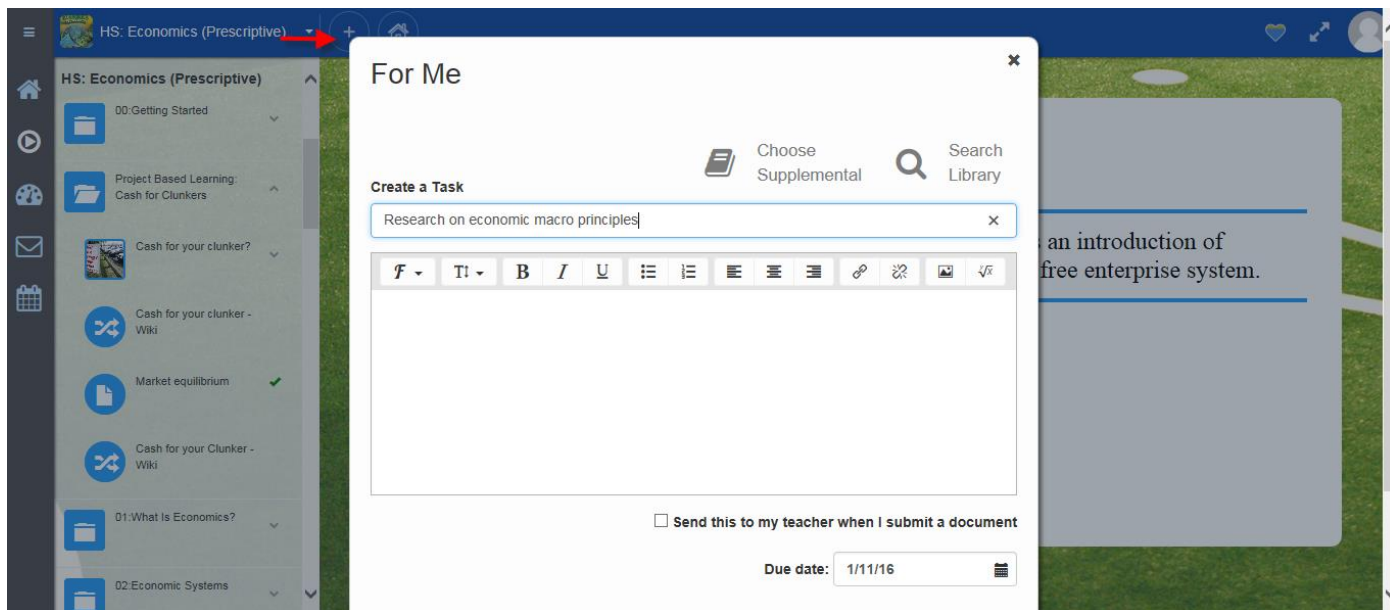 HS: Economics (Prescriptive)
HS: Economics (Prescriptive)
00:Getting Started
Project Based Learning:
Cash for Clunkers
Cash for your clunker?
Cash for your clunker -
Wiki
Market equilibrium
Cash for your Clunker -
Wiki
01:What Is Economics?
02:Economic Systems
For Me
Choose
Supplemental
Search
Library
Create a Task
Research on economic macro principles
Send this to my teacher when I submit a document
Due date: 1/11/16
an introduction of
free enterprise system.